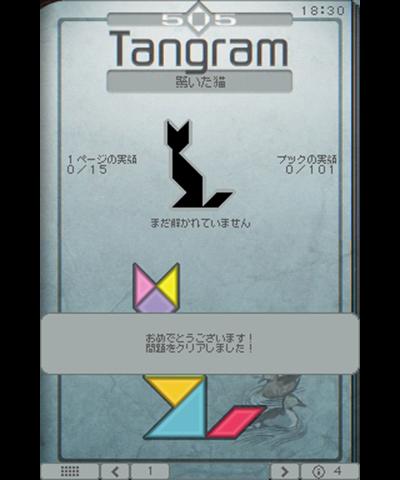 18:30
505
Tangram
驚いた猫
1ページの実績
0/15
ブックの実績
0/101
まだ解かれていません
おめでとうございます!
問題をクリアしました!
1
4